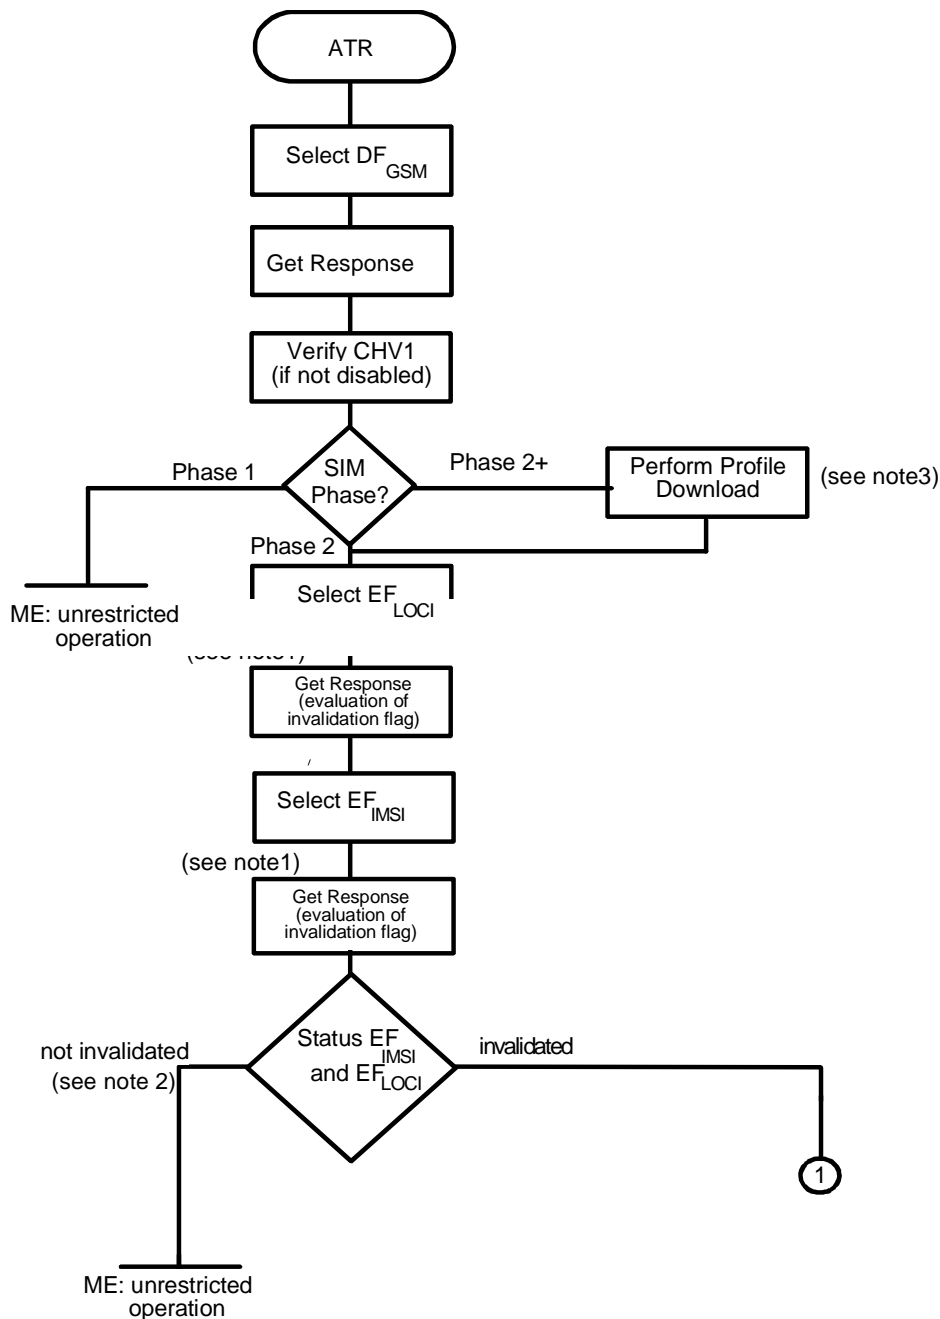 ATR
Select DF GSM
Get Response
Verify CHV1
(if not disabled)
Phase 1
SIM
Phase?
Phase 2+
Perform Profile
Download
(see note3)
Phase 2
Select EF LOCI
ME: unrestricted
operation
(see note1)
Get Response
(evaluation of
invalidation flag)
Select EF IMSI
(see note1)
Get Response
(evaluation of
invalidation flag)
Status EF IMSI
and EF LOCI
not invalidated
(see note 2)
invalidated
1
ME: unrestricted
operation